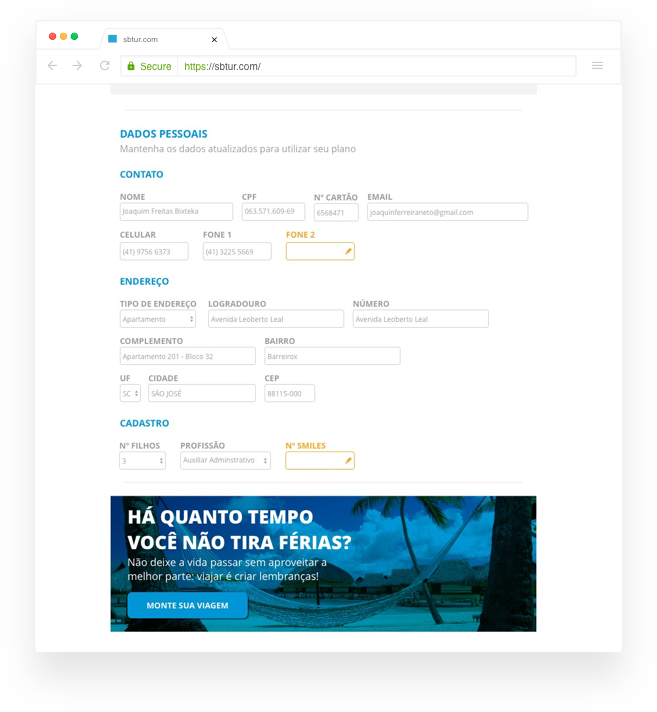 sbtur.com
Secure https://sbtur.com/
DADOS PESSOAIS
Mantenha os dados atualizados para utilizar seu plano
CONTATO
NOME CPF Nº CARTÃO EMAIL
Joaquim Freitas Bixteka 063.571.609-69 6568471 joaquinferreiraneto@gmail.com
CELULAR FONE 1 FONE 2
(41) 9756 6373 (41) 3225 5669
ENDEREÇO
TIPO DE ENDEREÇO LOGRADOURO NÚMERO
Apartamento Avenida Leoberto Leal Avenida Leoberto Leal
COMPLEMENTO BAIRRO
Apartamento 201 - Bloco 32 Barreirox
UF CIDADE CEP
SC SÃO JOSÉ 88115-000
CADASTRO
Nº FILHOS PROFISSÃO Nº SMILES
3 Auxiliar Adminstrativo
HÁ QUANTO TEMPO
VOCÊ NÃO TIRA FÉRIAS?
Não deixe a vida passar sem aproveitar a
melhor parte: viajar é criar lembranças!
MONTE SUA VIAGEM